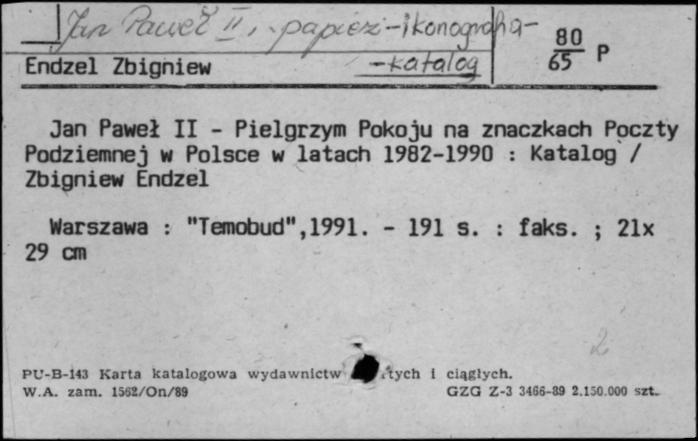 Jan Paweł II, papież - ikonografia -
- katalog
80
65 P
Endzel Zbigniew
Jan Paweł II - Pielgrzym Pokoju na znaczkach Poczty
Podziemnej w Polsce w latach 1982-1990 : Katalog /
Zbigniew Endzel
Warszawa : "Temobud",1991. - 191 s. : faks. ; 21x
29 cm
2
PU-B-143 Karta katalogowa wydawnictw tych i ciągłych.
W.A. zam. 1562/On/89 GZG Z-3 3466-89 2.150.000 szt.